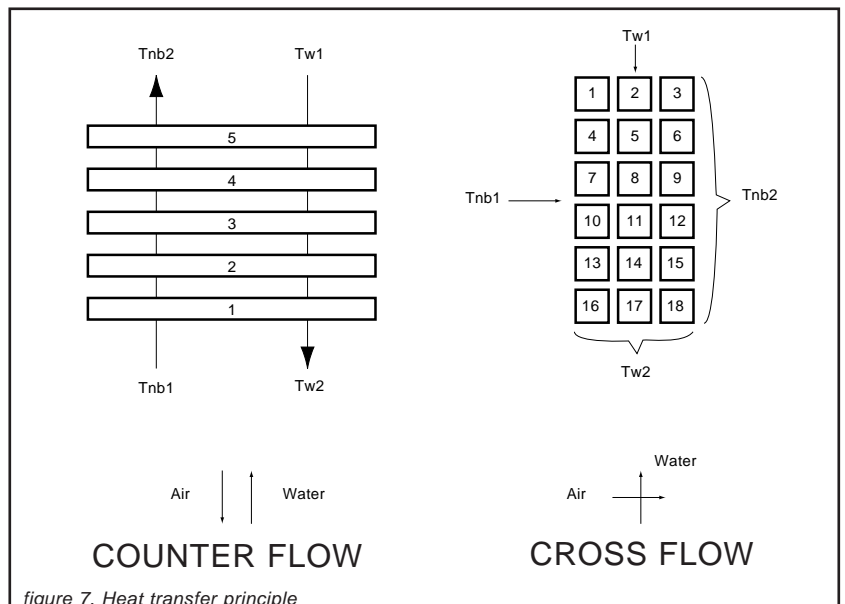 Tnb2
Tw1
5
4
3
2
1
Tnb1
Tw2
Air
Water
COUNTER FLOW
Tw1
1 2 3
4 5 6
7 8 9
10 11 12
13 14 15
16 17 18
Tnb1
Tnb2
Tw2
Water
Air
CROSS FLOW
figure 7. Heat transfer principle